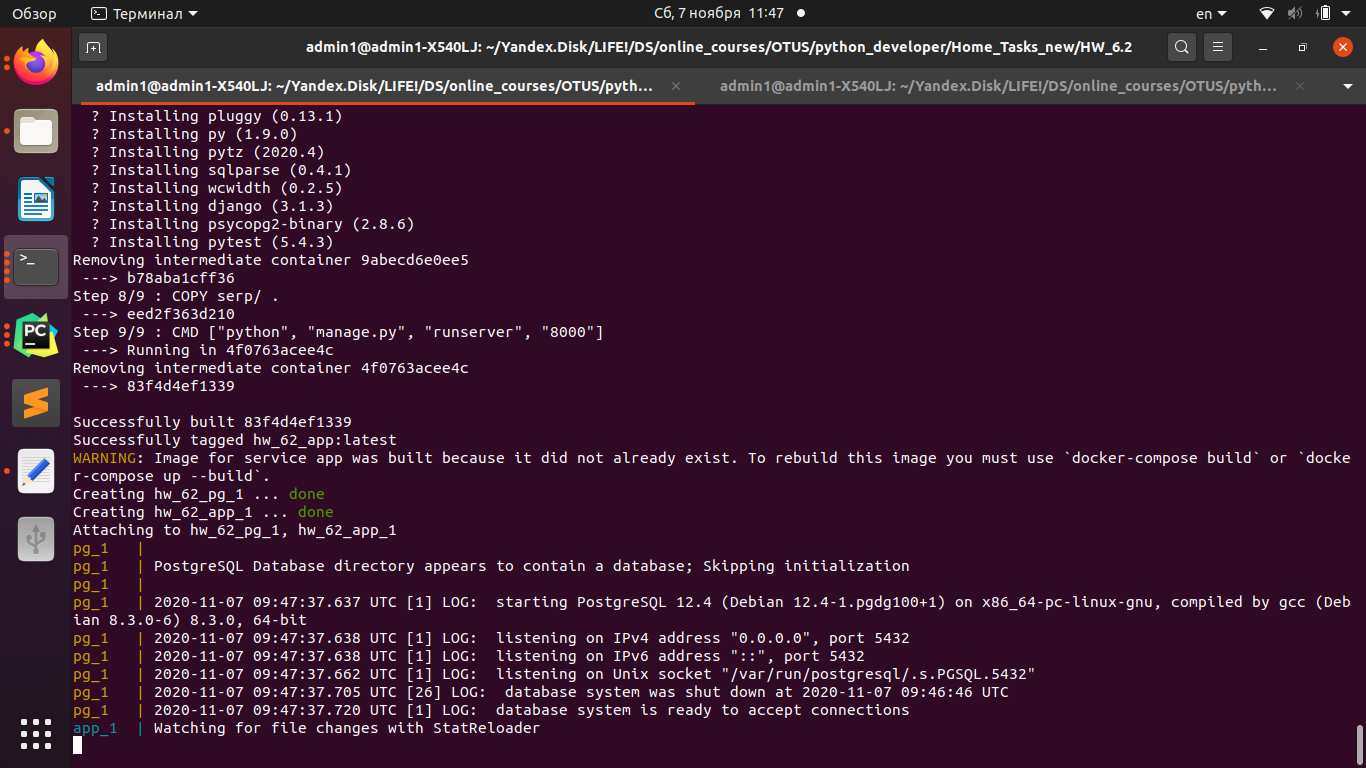 Обзор
Терминал
Сб, 7 ноября 11:47
en
admin1@admin1-X540LJ: ~/Yandex.Disk/LIFE!/DS/online_courses/OTUS/python_developer/Home_Tasks_new/HW_6.2
admin1@admin1-X540LJ: ~/Yandex.Disk/LIFE!/DS/online_courses/OTUS/pyth...
admin1@admin1-X540LJ: ~/Yandex.Disk/LIFE!/DS/online_courses/OTUS/pyth...
? Installing pluggy (0.13.1)
? Installing py (1.9.0)
? Installing pytz (2020.4)
? Installing sqlparse (0.4.1)
? Installing wcwidth (0.2.5)
? Installing django (3.1.3)
? Installing psycopg2-binary (2.8.6)
? Installing pytest (5.4.3)
Removing intermediate container 9abecd6e0ee5
---> b78aba1cff36
Step 8/9 : COPY serp/ .
---> eed2f363d210
Step 9/9 : CMD ["python", "manage.py", "runserver", "8000"]
---> Running in 4f0763acee4c
Removing intermediate container 4f0763acee4c
---> 83f4d4ef1339
Successfully built 83f4d4ef1339
Successfully tagged hw_62_app:latest
WARNING: Image for service app was built because it did not already exist. To rebuild this image you must use `docker-compose build` or `docke
r-compose up --build`.
Creating hw_62_pg_1 ... done
Creating hw_62_app_1 ... done
Attaching to hw_62_pg_1, hw_62_app_1
pg_1 |
pg_1 | PostgreSQL Database directory appears to contain a database; Skipping initialization
pg_1 |
pg_1 | 2020-11-07 09:47:37.637 UTC [1] LOG: starting PostgreSQL 12.4 (Debian 12.4-1.pgdg100+1) on x86_64-pc-linux-gnu, compiled by gcc (Deb
ian 8.3.0-6) 8.3.0, 64-bit
pg_1 | 2020-11-07 09:47:37.638 UTC [1] LOG: listening on IPv4 address "0.0.0.0", port 5432
pg_1 | 2020-11-07 09:47:37.638 UTC [1] LOG: listening on IPv6 address "::", port 5432
pg_1 | 2020-11-07 09:47:37.662 UTC [1] LOG: listening on Unix socket "/var/run/postgresql/.s.PGSQL.5432"
pg_1 | 2020-11-07 09:47:37.705 UTC [26] LOG: database system was shut down at 2020-11-07 09:46:46 UTC
pg_1 | 2020-11-07 09:47:37.720 UTC [1] LOG: database system is ready to accept connections
app_1 | Watching for file changes with StatReloader
>_
PC